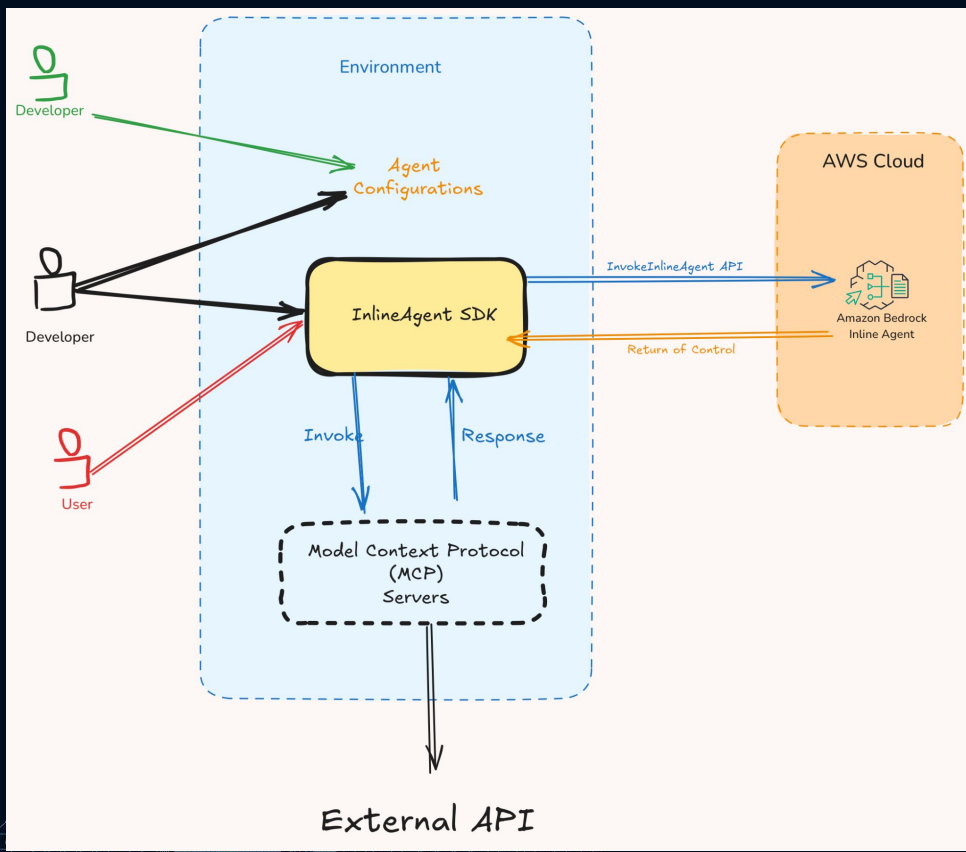 Environment
Developer
Agent
Configurations
AWS Cloud
InvokeInlineAgent API
InlineAgent SDK
Amazon Bedrock
Inline Agent
Developer
Return of Control
Invoke
Response
User
Model Context Protocol
(MCP)
Servers
External API